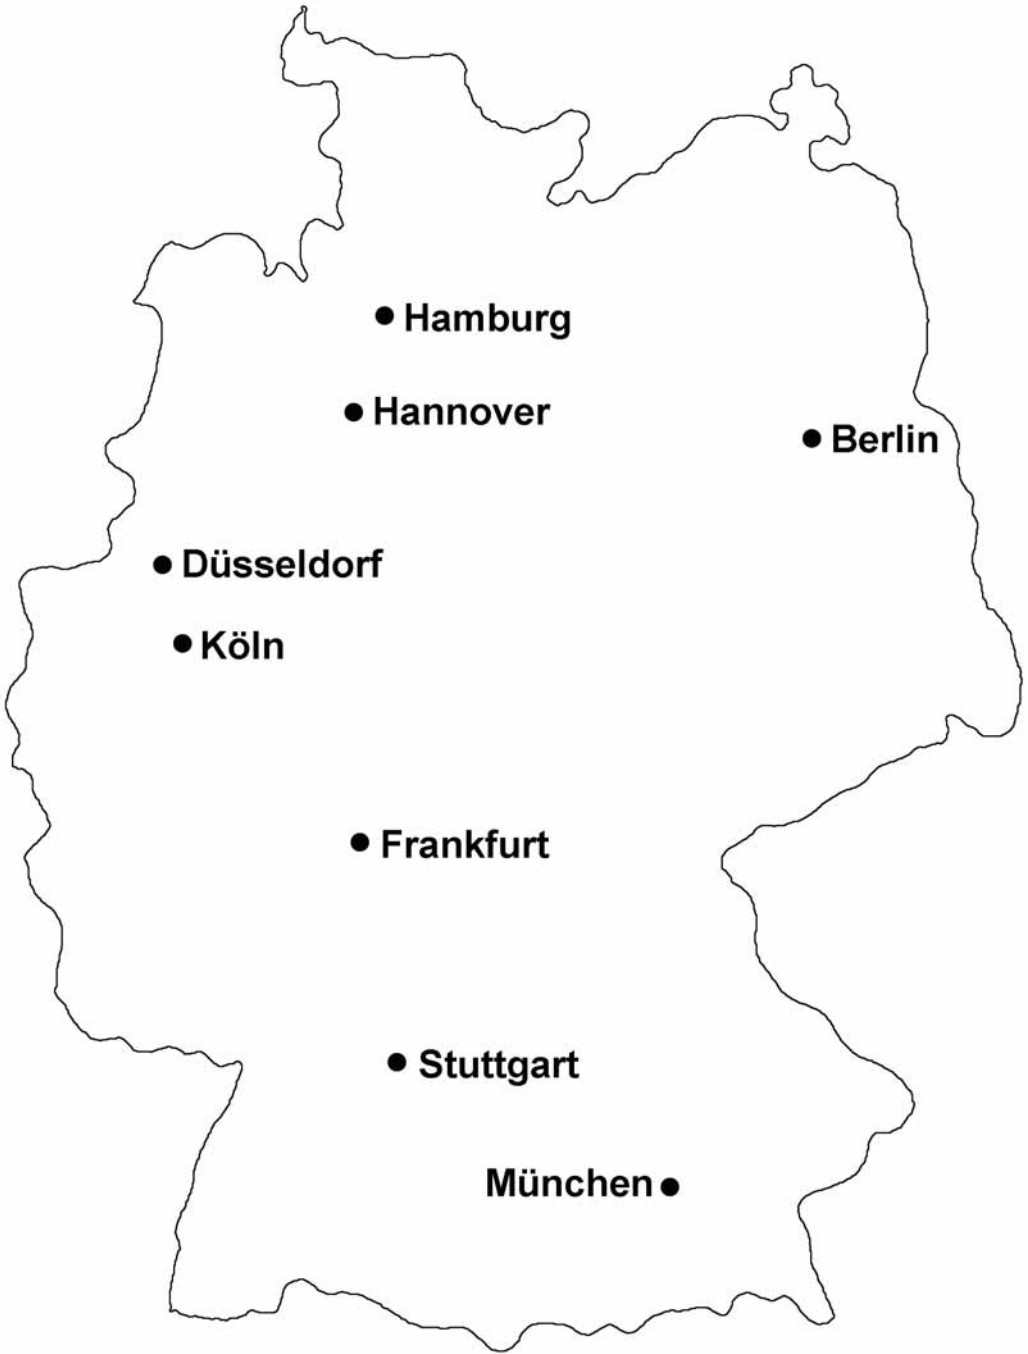 Hamburg
Hannover
Berlin
Düsseldorf
Köln
Frankfurt
Stuttgart
München